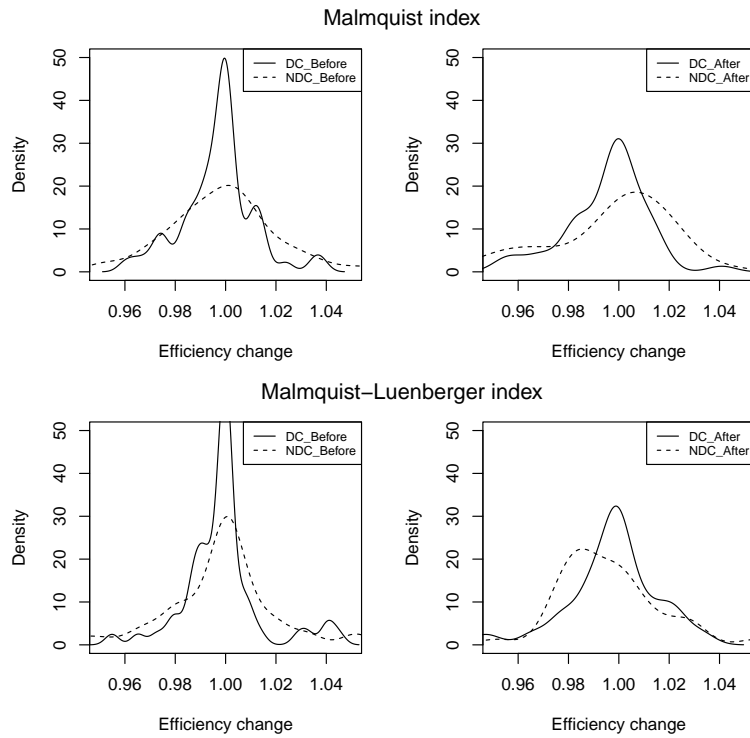 Malmquist index
DC_Before
NDC_Before
Density
50
40
30
20
10
0
0.96 0.98 1.00 1.02 1.04
Efficiency change
DC_After
NDC_After
Density
50
40
30
20
10
0
0.96 0.98 1.00 1.02 1.04
Efficiency change
Malmquist−Luenberger index
DC_Before
NDC_Before
Density
50
40
30
20
10
0
0.96 0.98 1.00 1.02 1.04
Efficiency change
DC_After
NDC_After
Density
50
40
30
20
10
0
0.96 0.98 1.00 1.02 1.04
Efficiency change